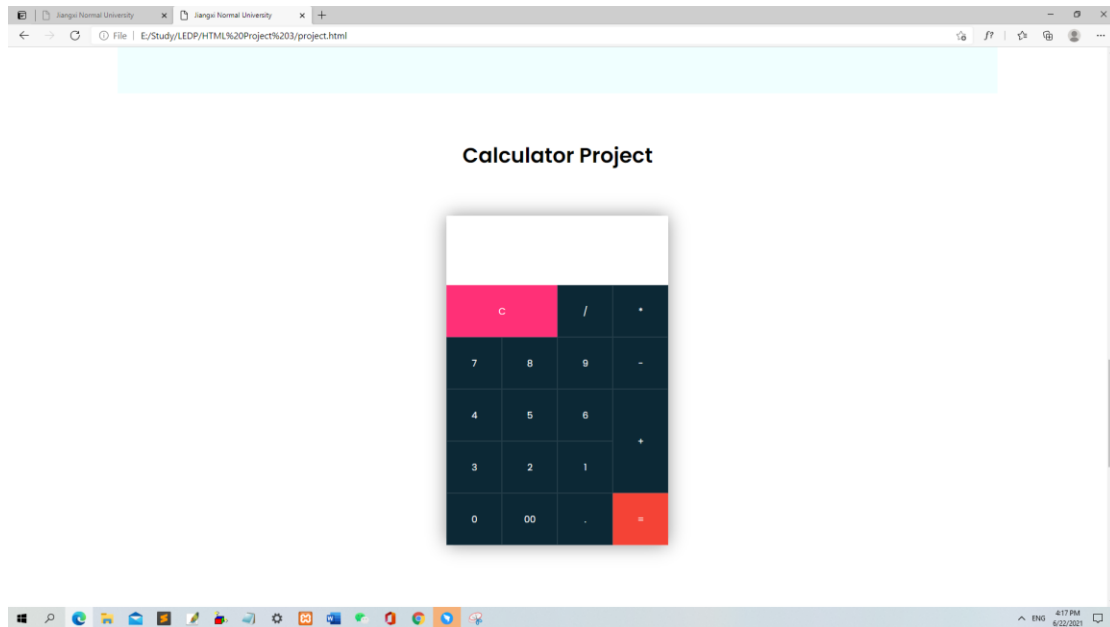 Jiangxi Normal University
Jiangxi Normal University
File
E:/Study/LEDP/HTML%20Project%203/project.html
Calculator Project
C / *
7 8 9 -
4 5 6
+
3 2 1
0 00 . =
ENG
4:17 PM
6/22/2021